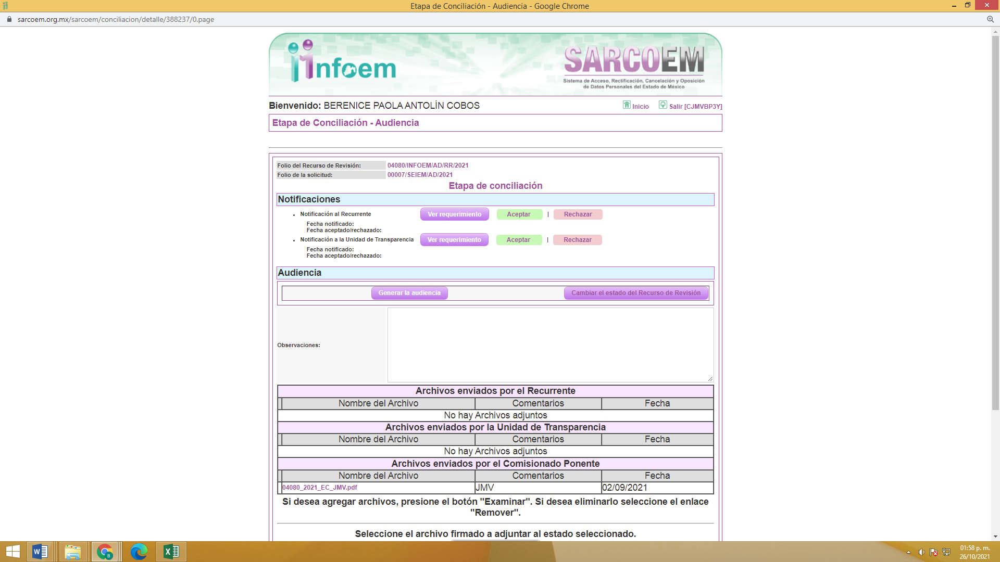 Etapa de Conciliación - Audiencia - Google Chrome
sarcoem.org.mx/sarcoem/conciliacion/detalle/388237/0.page
infoem
SARCOEM
Sistema de Acceso, Rectificación, Cancelación y Oposición
de Datos Personales del Estado de México
Bienvenido: BERENICE PAOLA ANTOLÍN COBOS
Inicio
Salir [CJMVBP3Y]
Etapa de Conciliación - Audiencia
Folio del Recurso de Revisión: 04080/INFOEM/AD/RR/2021
Folio de la solicitud: 00007/SEIEM/AD/2021
Etapa de conciliación
Notificaciones
• Notificación al Recurrente Ver requerimiento Aceptar | Rechazar
Fecha notificado:
Fecha aceptado/rechazado:
• Notificación a la Unidad de Transparencia Ver requerimiento Aceptar | Rechazar
Fecha notificado:
Fecha aceptado/rechazado:
Audiencia
Generar la audiencia Cambiar el estado del Recurso de Revisión
Observaciones:
Archivos enviados por el Recurrente
Nombre del Archivo Comentarios Fecha
No hay Archivos adjuntos
Archivos enviados por la Unidad de Transparencia
Nombre del Archivo Comentarios Fecha
No hay Archivos adjuntos
Archivos enviados por el Comisionado Ponente
Nombre del Archivo Comentarios Fecha
04080_2021_EC_JMV.pdf JMV 02/09/2021
Si desea agregar archivos, presione el botón "Examinar". Si desea eliminarlo seleccione el enlace
"Remover".
Seleccione el archivo firmado a adjuntar al estado seleccionado.
01:58 p. m.
26/10/2021